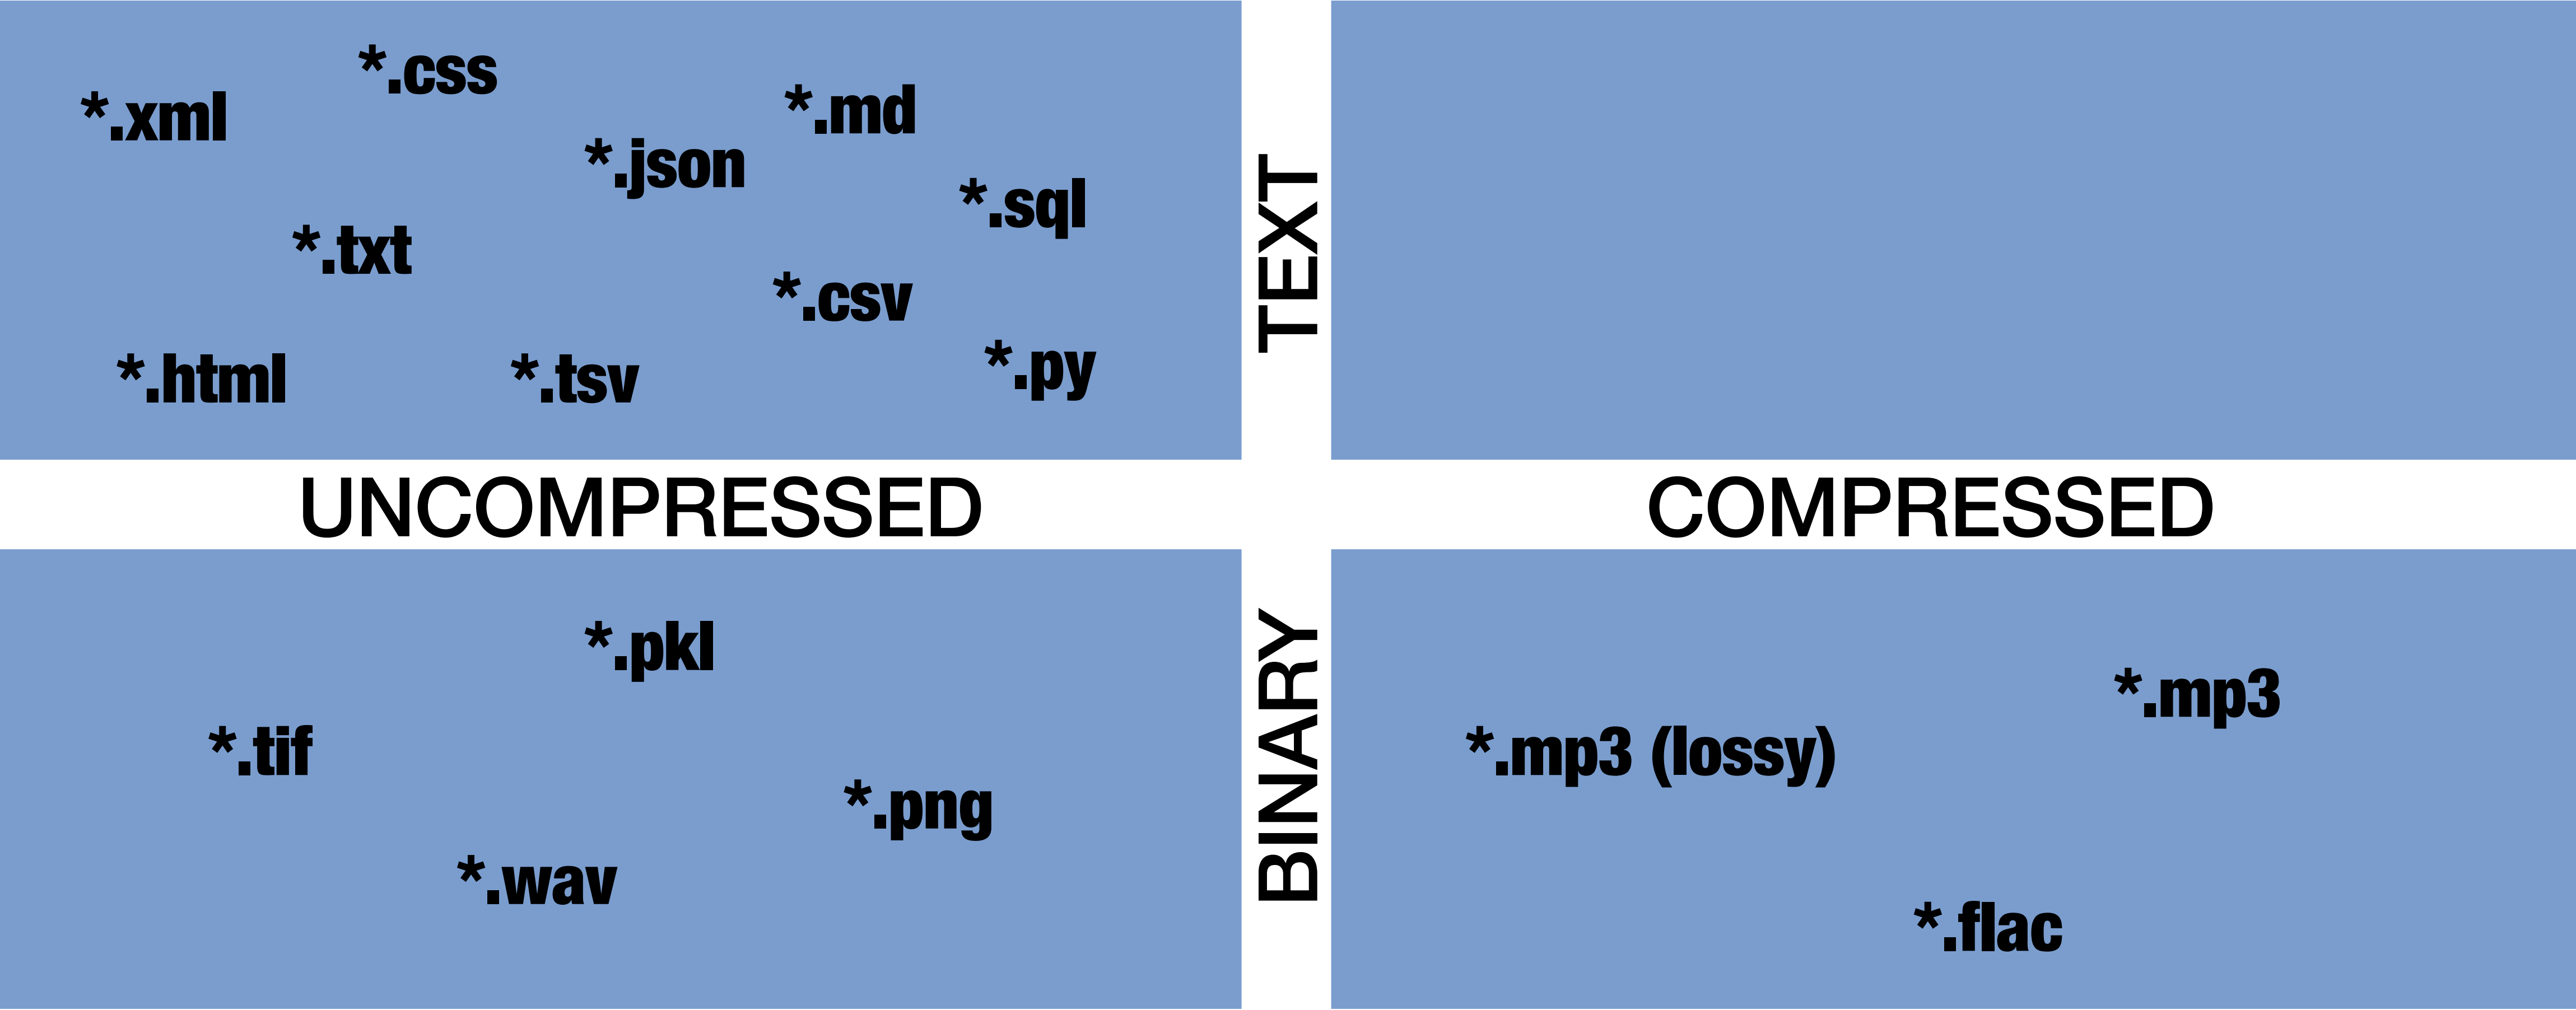 *.css
*.xml
*.md
*.json
*.sql
*.txt
*.csv
*.html
*.tsv
*.py
TEXT
UNCOMPRESSED
COMPRESSED
BINARY
*.pkl
*.tif
*.png
*.wav
*.mp3
*.mp3 (lossy)
*.flac